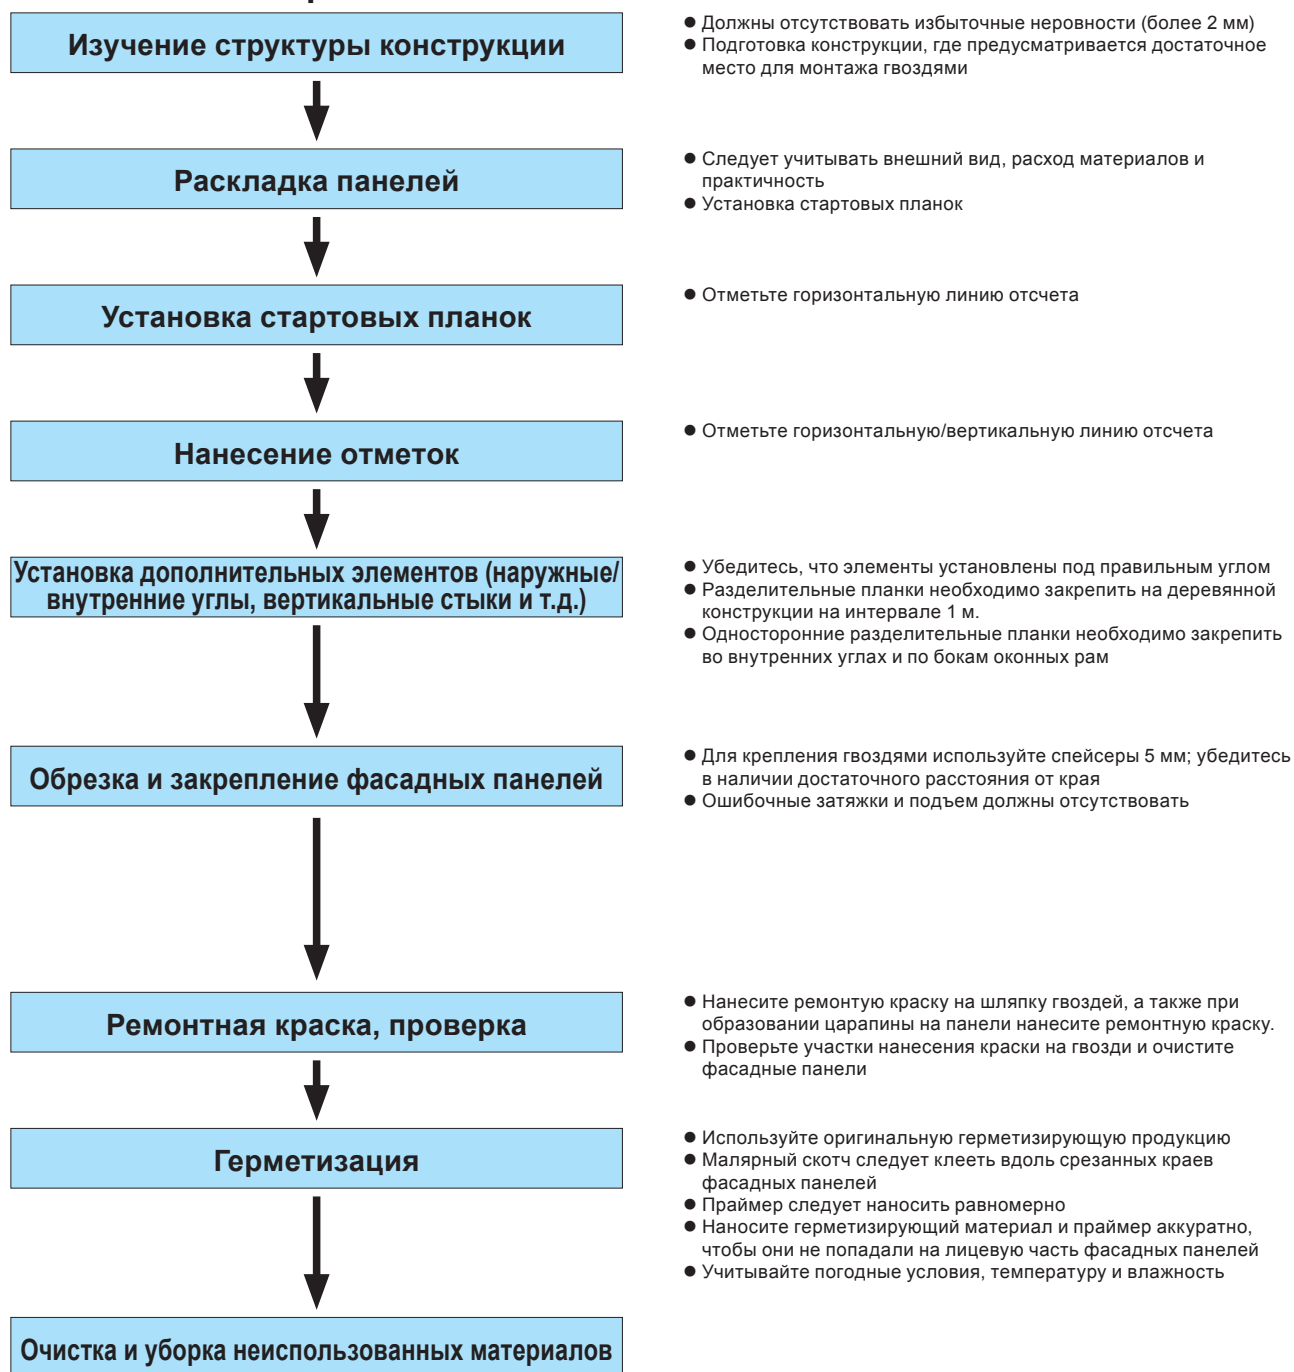 Изучение структуры конструкции
● Должны отсутствовать избыточные неровности (более 2 мм)
● Подготовка конструкции, где предусматривается достаточное
место для монтажа гвоздями
Раскладка панелей
● Следует учитывать внешний вид, расход материалов и
практичность
● Установка стартовых планок
Установка стартовых планок
● Отметьте горизонтальную линию отсчета
Нанесение отметок
● Отметьте горизонтальную/вертикальную линию отсчета
Установка дополнительных элементов (наружные/
внутренние углы, вертикальные стыки и т.д.)
● Убедитесь, что элементы установлены под правильным углом
● Разделительные планки необходимо закрепить на деревянной
конструкции на интервале 1 м.
● Односторонние разделительные планки необходимо закрепить
во внутренних углах и по бокам оконных рам
Обрезка и закрепление фасадных панелей
● Для крепления гвоздями используйте спейсеры 5 мм; убедитесь
в наличии достаточного расстояния от края
● Ошибочные затяжки и подъем должны отсутствовать
Ремонтная краска, проверка
● Нанесите ремонтую краску на шляпку гвоздей, а также при
образовании царапины на панели нанесите ремонтную краску.
● Проверьте участки нанесения краски на гвозди и очистите
фасадные панели
Герметизация
● Используйте оригинальную герметизирующую продукцию
● Малярный скотч следует клееть вдоль срезанных краев
фасадных панелей
● Праймер следует наносить равномерно
● Наносите герметизирующий материал и праймер аккуратно,
чтобы они не попадали на лицевую часть фасадных панелей
● Учитывайте погодные условия, температуру и влажность
Очистка и уборка неиспользованных материалов